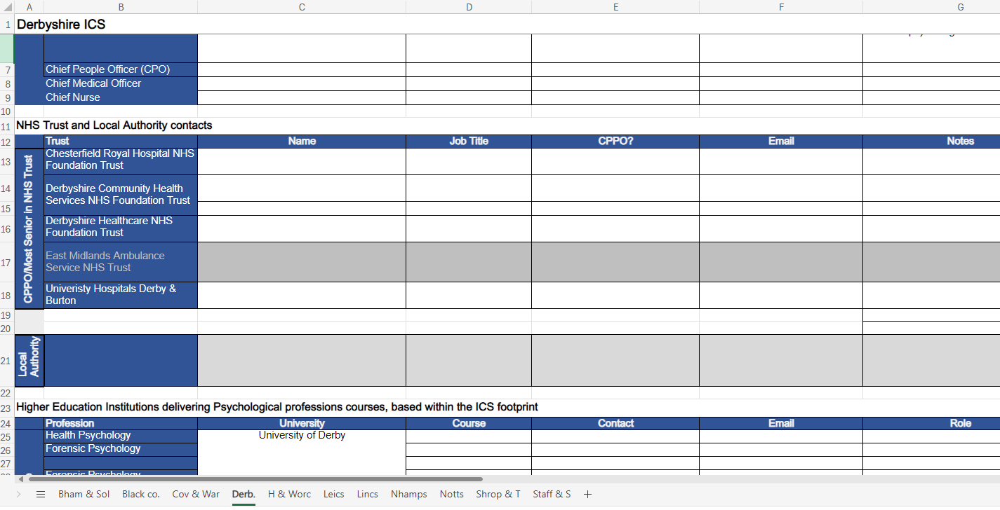 A B C D E F G
1 Derbyshire ICS
7 Chief People Officer (CPO)
8 Chief Medical Officer
9 Chief Nurse
10
11 NHS Trust and Local Authority contacts
12 Trust Name Job Title CPPO? Email Notes
CPPO/Most Senior in NHS Trust
13 Chesterfield Royal Hospital NHS
Foundation Trust
14 Derbyshire Community Health
Services NHS Foundation Trust
15
16 Derbyshire Healthcare NHS
Foundation Trust
17 East Midlands Ambulance
Service NHS Trust
18 Univeristy Hospitals Derby &
Burton
19
20
21 Local
Authority
22
23 Higher Education Institutions delivering Psychological professions courses, based within the ICS footprint
24 Profession University Course Contact Email Role
25 Health Psychology University of Derby
26 Forensic Psychology
27
Forensic Psychology
Bham & Sol Black co. Cov & War Derb. H & Worc Leics Lincs Nhamps Notts Shrop & T Staff & S +